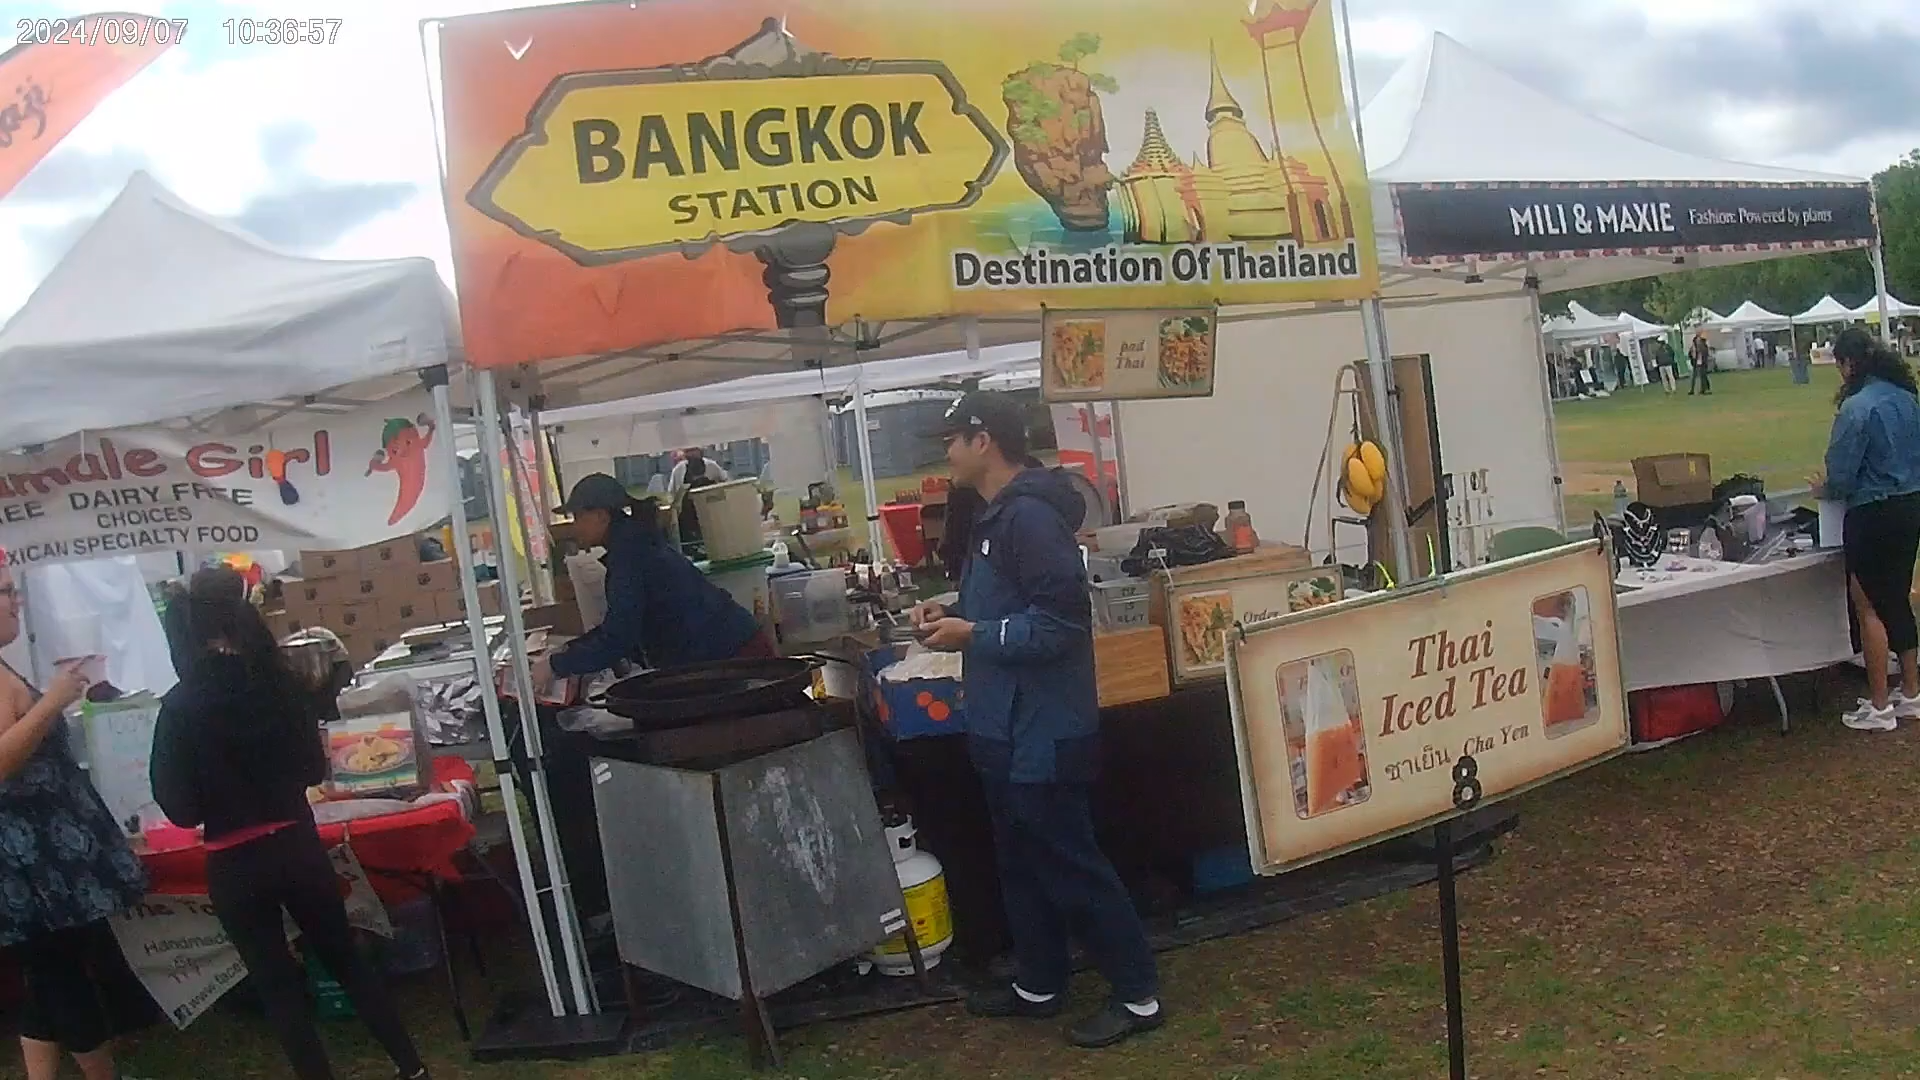 2024/09/07 10:36:57
BANGKOK
STATION
Destination Of Thailand
MILI & MAXIE Fashion: Powered by plants
pad
Thai
Girl
DAIRY FREE
CHOICES
SPECIALTY FOOD
Order
Thai
Iced Tea
ชาเย็น Cha Yen
8
Handmade